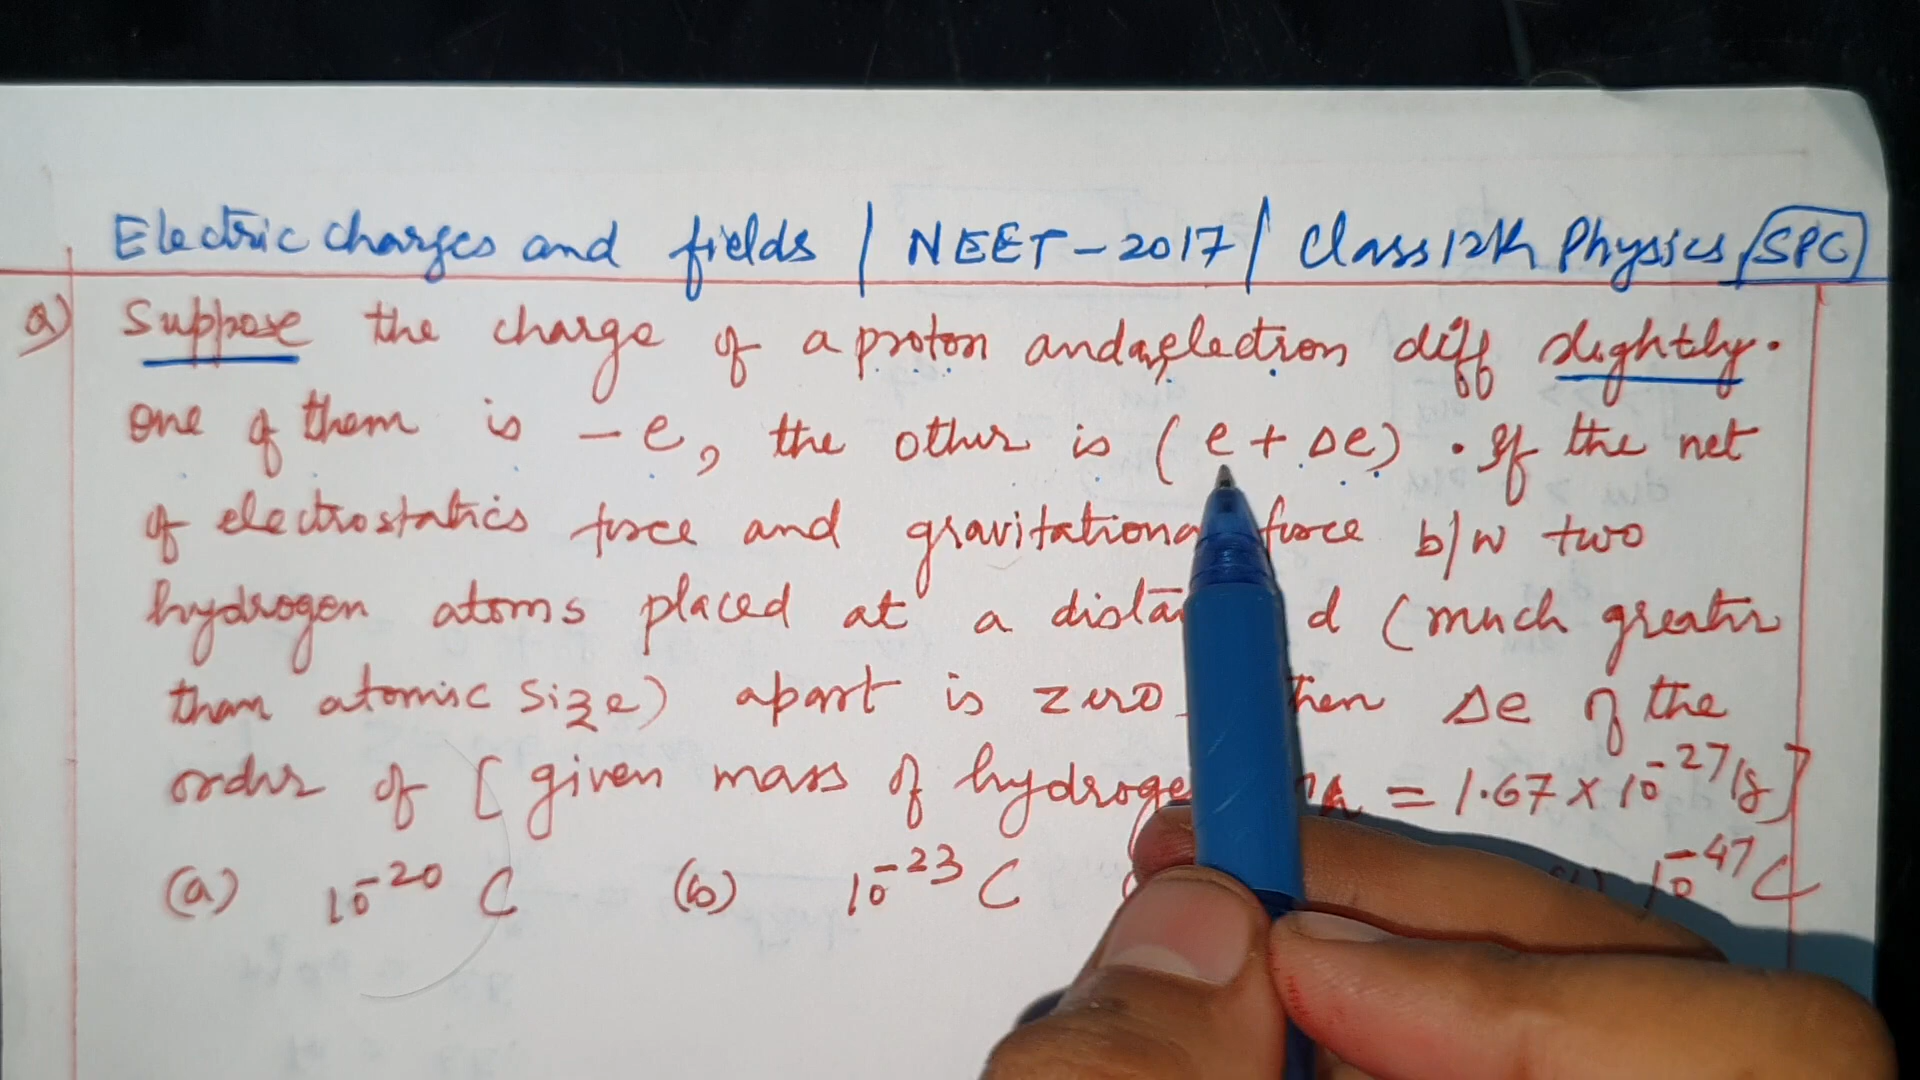 Electric charges and fields / NEET-2017 / Class 12th Physics / SPC
Q) Suppose the charge of a proton and an electron diff slightly.
one of them is -e, the other is (e + Δe). If the net
of electrostatics force and gravitational force b/w two
hydrogen atoms placed at a d (much greater
than atomic size) apart is zero Then Δe of the
order of [given mass of = 1.67 × 10⁻²⁷ kg]
(a) 10⁻²⁰ C (b) 10⁻²³ C 10⁻⁴⁷ C